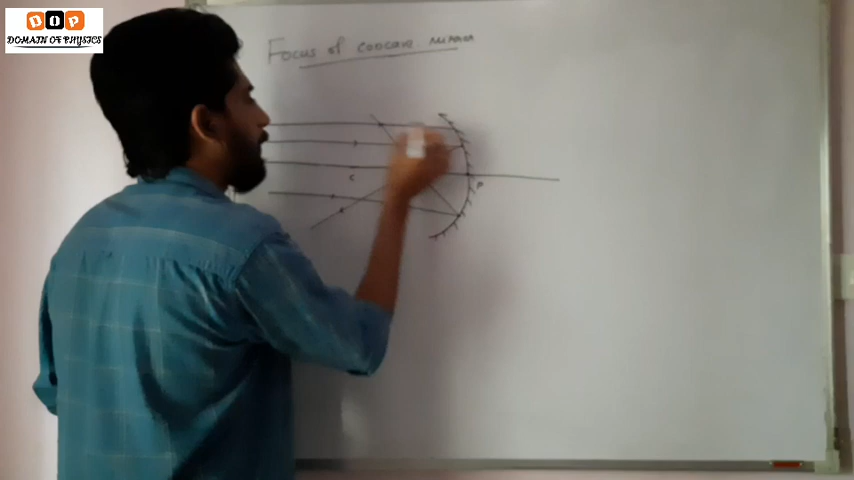 DOP
DOMAIN OF PHYSICS
Focus of concave mirror
C
P